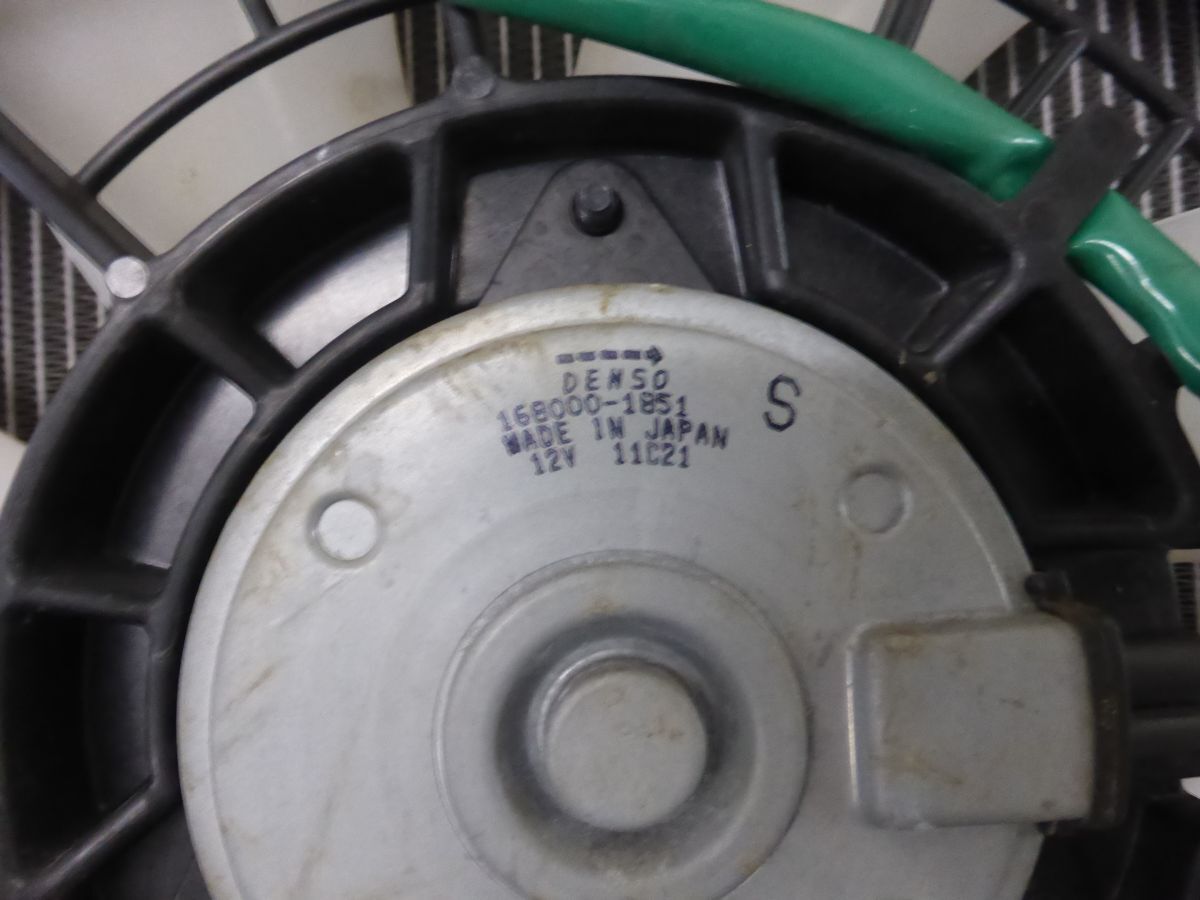 DENSO
S
168000-1851
MADE IN JAPAN
12V 11C21